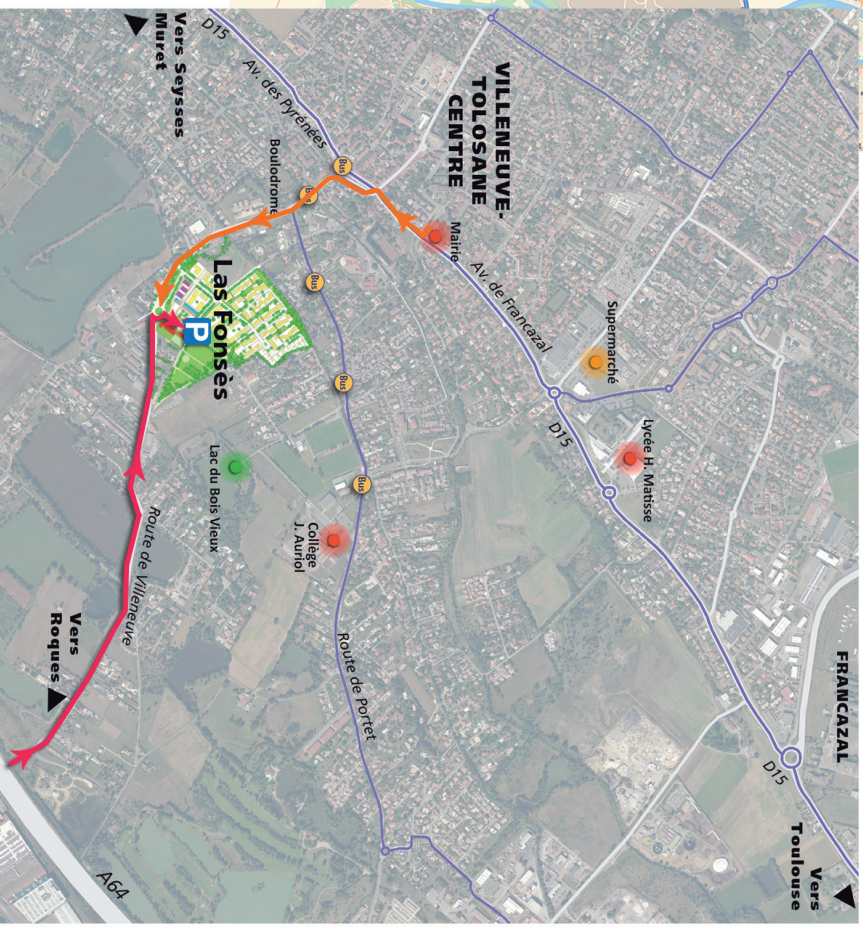 Vers Seysses
Muret
D15
Av. des Pyrénées
VILLENEUVE-
TOLOSANE
CENTRE
Boulodrome
Bus
Bus
Bus
Bus
Bus
Mairie
Av. de Francazal
Supermarché
D15
Lycée H. Matisse
Las Fonsès
P
Lac du Bois Vieux
Collège
J. Auriol
Route de Villeneuve
Route de Portet
Vers
Roques
FRANCAZAL
D15
Vers
Toulouse
A64